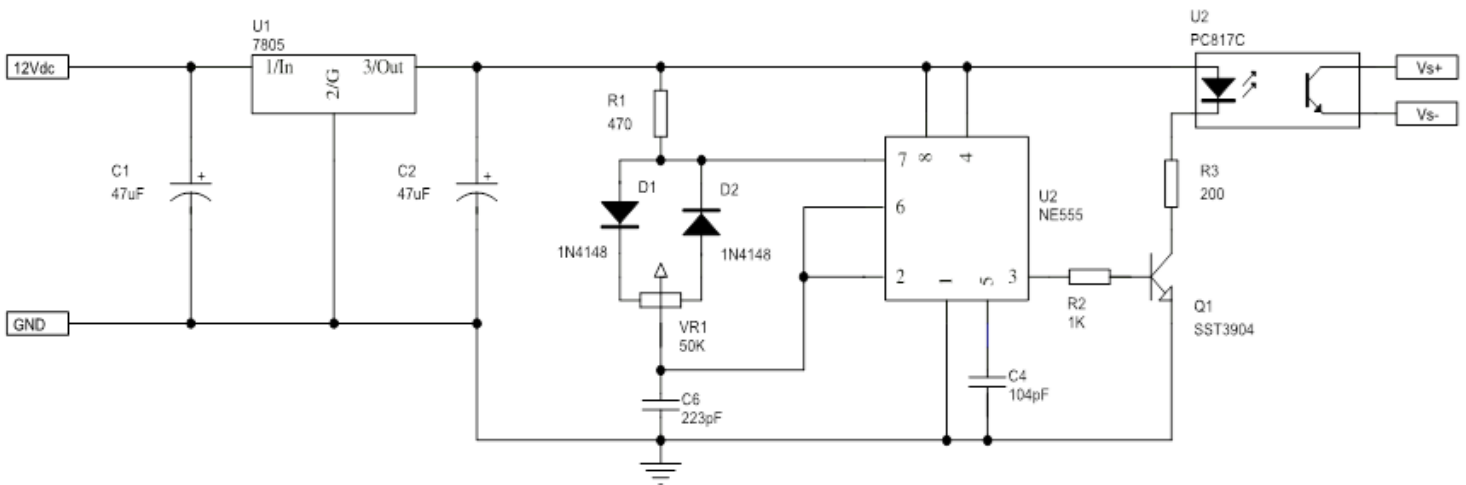 U1
7805
12Vdc
1/In
2/G
3/Out
U2
PC817C
Vs+
Vs-
R1
470
C1
47uF
+
C2
47uF
+
D1
1N4148
D2
1N4148
7
8
4
6
2
1
5
3
U2
NE555
R3
200
R2
1K
Q1
SST3904
GND
VR1
50K
C6
223pF
C4
104pF